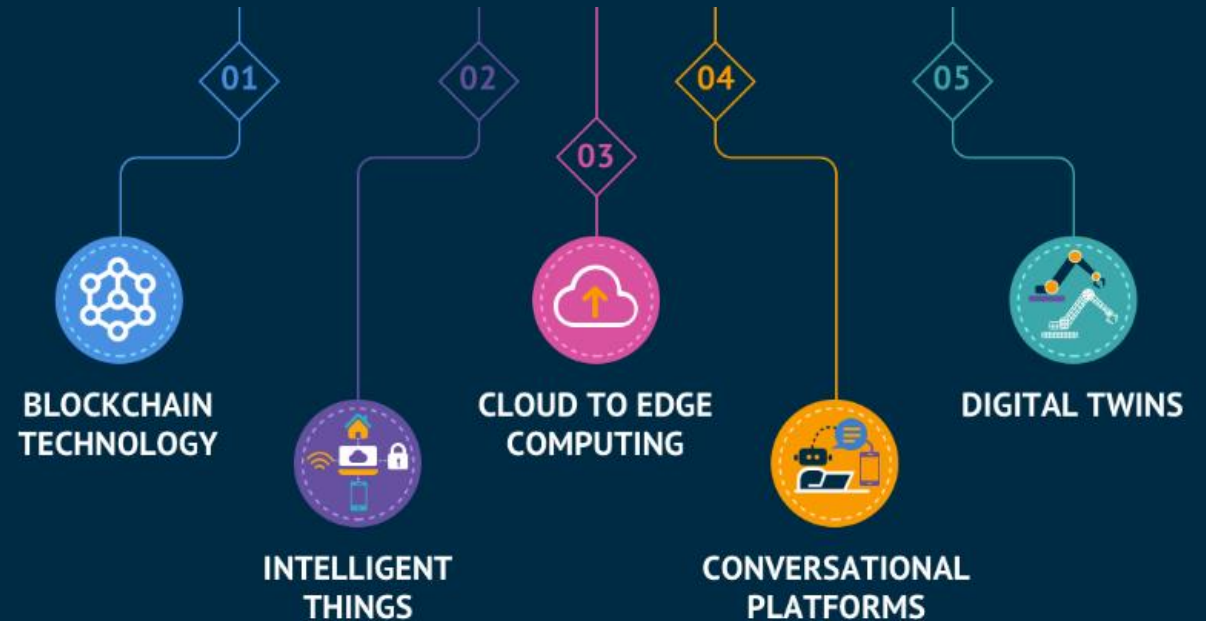 01
02
03
04
05
BLOCKCHAIN
TECHNOLOGY
INTELLIGENT
THINGS
CLOUD TO EDGE
COMPUTING
CONVERSATIONAL
PLATFORMS
DIGITAL TWINS